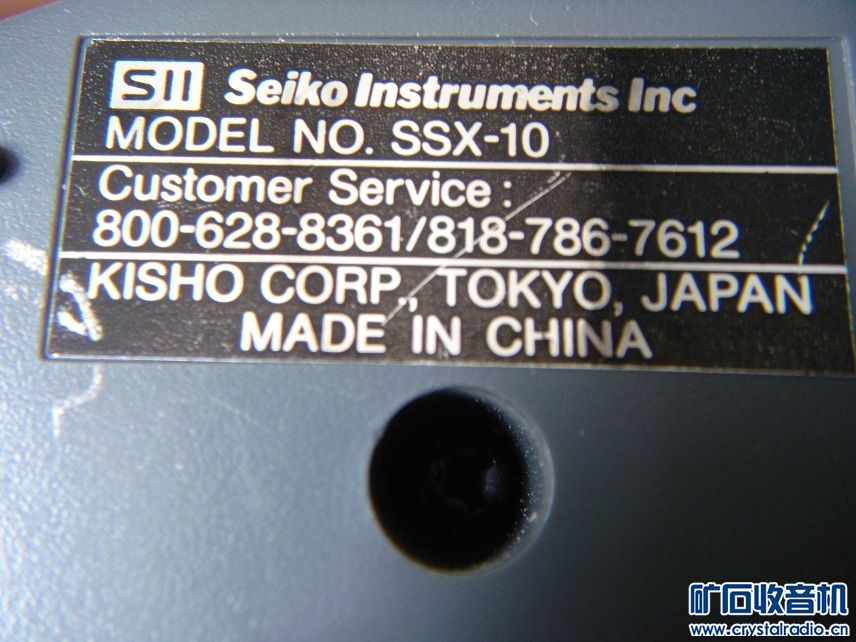 SII Seiko Instruments Inc
MODEL NO. SSX-10
Customer Service :
800-628-8361/818-786-7612
KISHO CORP., TOKYO, JAPAN
MADE IN CHINA
矿石收音机
www.crystalradio.cn